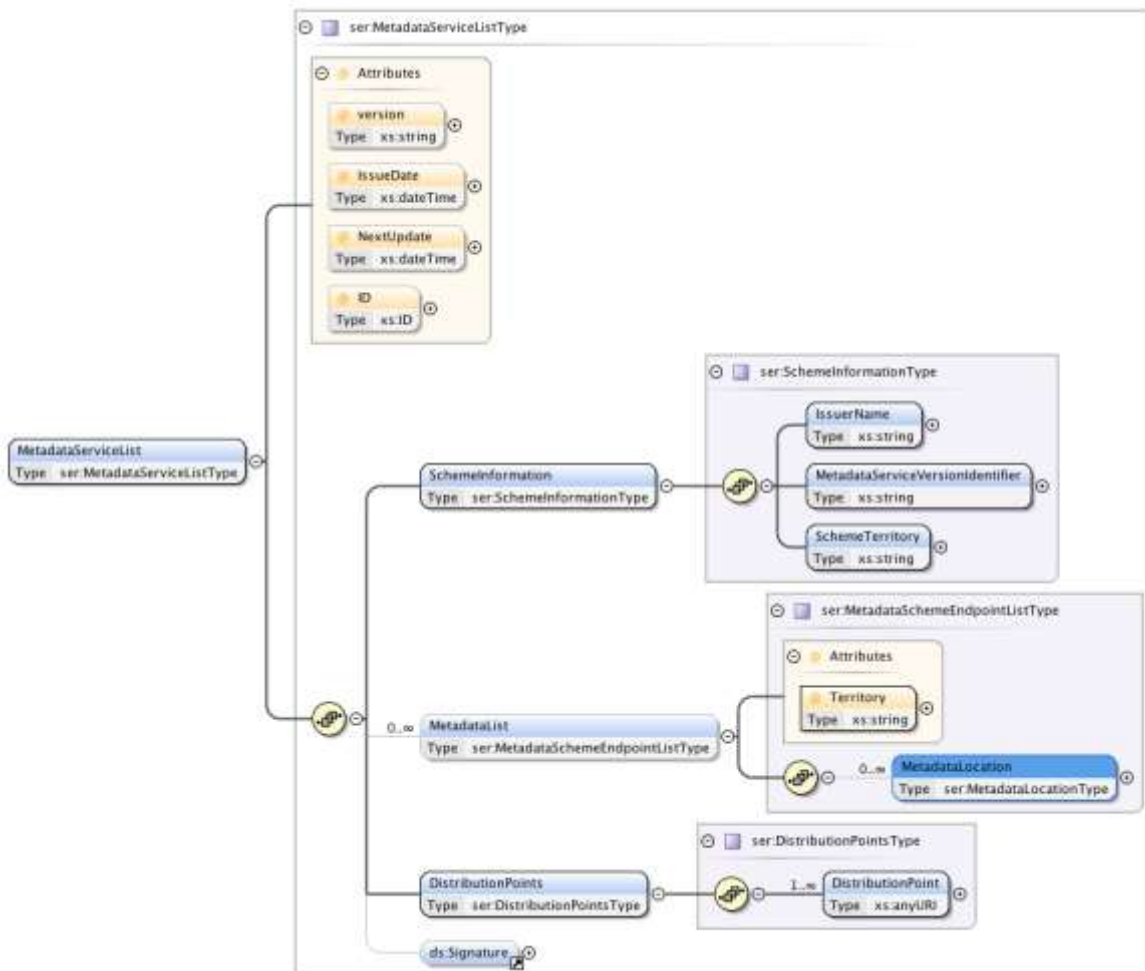 ser:MetadataServiceListType
Attributes
version
Type xs:string
IssueDate
Type xs:dateTime
NextUpdate
Type xs:dateTime
ID
Type xs:ID
ser:SchemeInformationType
IssuerName
Type xs:string
MetadataServiceList
Type ser:MetadataServiceListType
SchemeInformation
Type ser:SchemeInformationType
MetadataServiceVersionIdentifier
Type xs:string
SchemeTerritory
Type xs:string
ser:MetadataSchemeEndpointListType
Attributes
Territory
Type xs:string
0..∞
MetadataList
Type ser:MetadataSchemeEndpointListType
0..∞
MetadataLocation
Type ser:MetadataLocationType
ser:DistributionPointsType
DistributionPoints
Type ser:DistributionPointsType
1..∞
DistributionPoint
Type xs:anyURI
ds:Signature